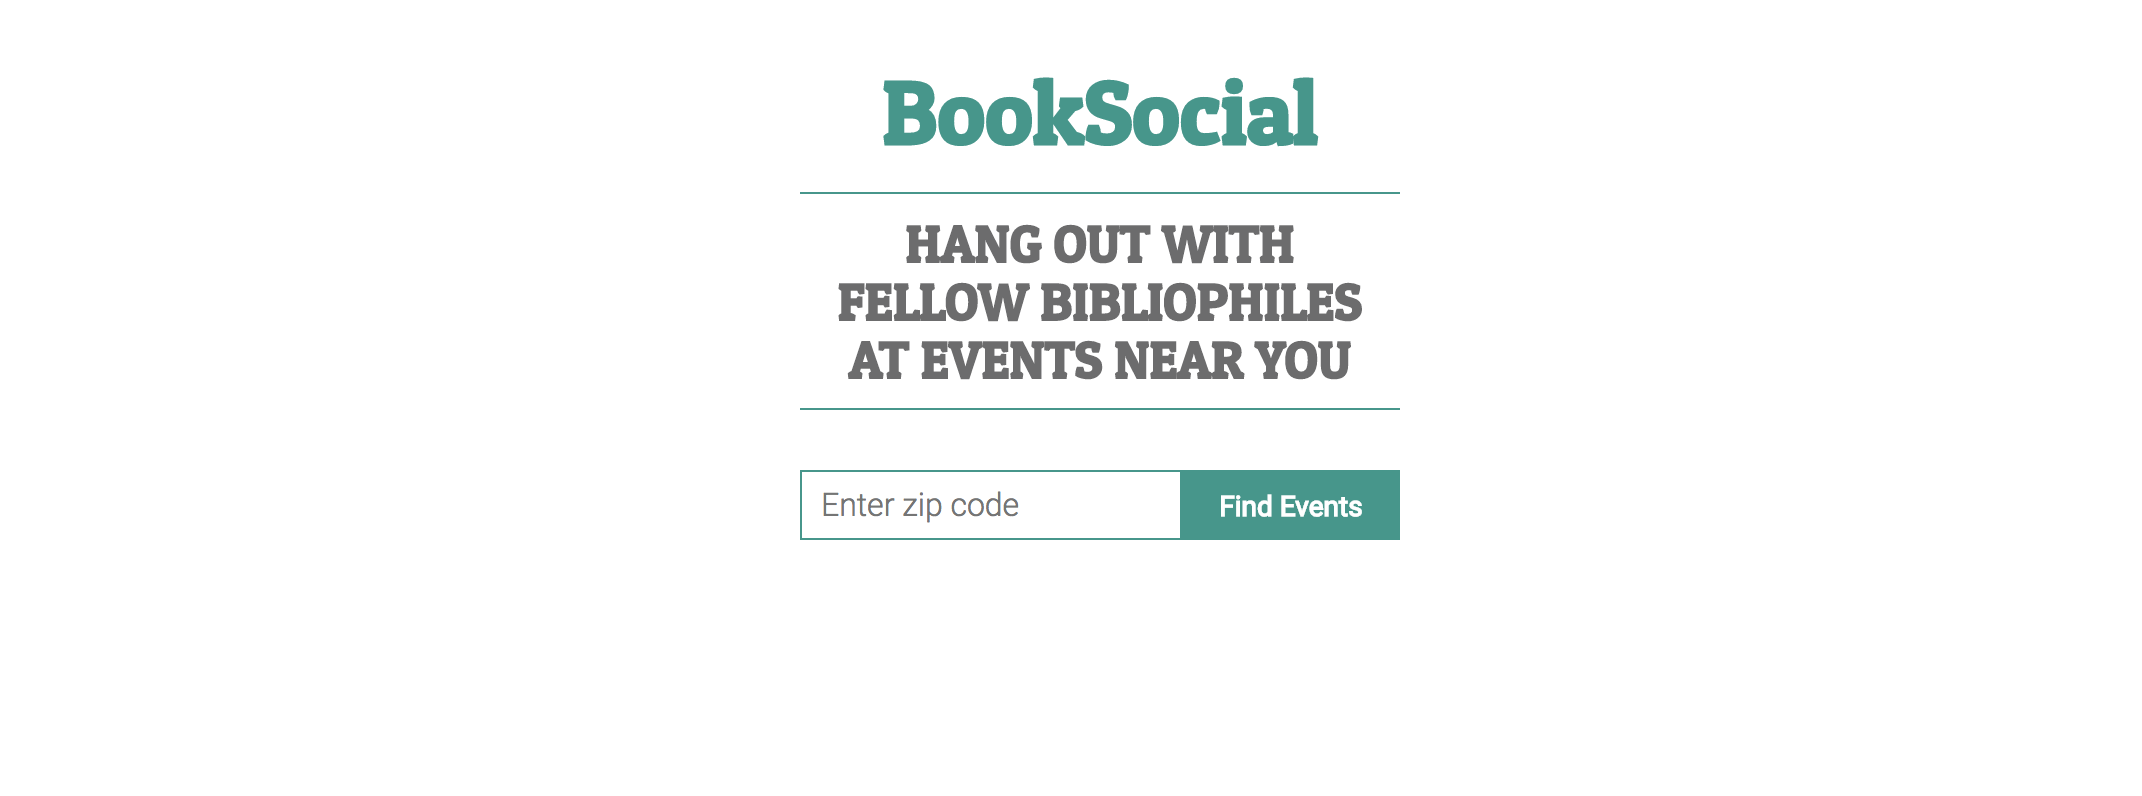 BookSocial
HANG OUT WITH
FELLOW BIBLIOPHILES
AT EVENTS NEAR YOU
Enter zip code
Find Events